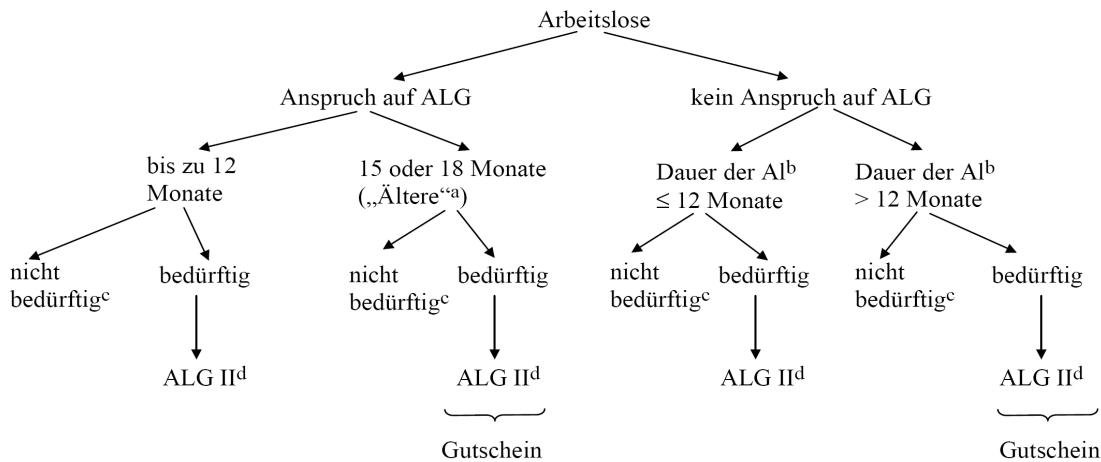 Arbeitslose
Anspruch auf ALG
kein Anspruch auf ALG
bis zu 12
Monate
15 oder 18 Monate
(„Ältere“a)
Dauer der Alb
≤ 12 Monate
Dauer der Alb
> 12 Monate
nicht
bedürftigc
bedürftig
nicht
bedürftigc
bedürftig
nicht
bedürftigc
bedürftig
nicht
bedürftigc
bedürftig
ALG IId
ALG IId
ALG IId
ALG IId
Gutschein
Gutschein